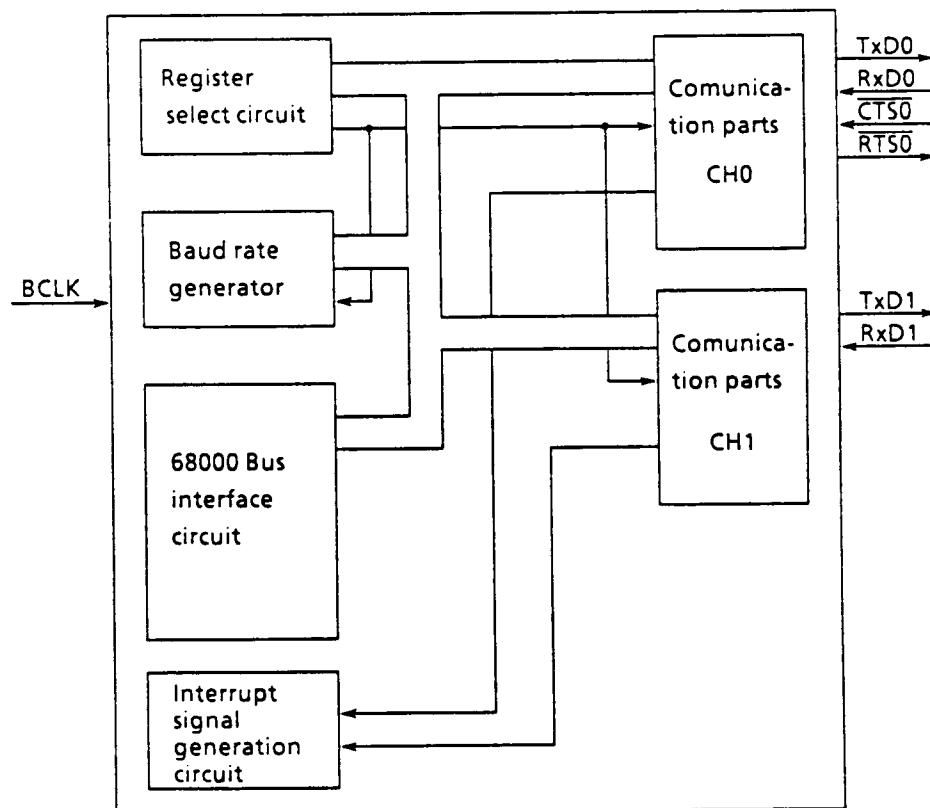 Register
select circuit
Baud rate
generator
68000 Bus
interface
circuit
Interrupt
signal
generation
circuit
Comunica-
tion parts
CH0
Comunica-
tion parts
CH1
BCLK
TxD0
RxD0
CTS0
RTS0
TxD1
RxD1